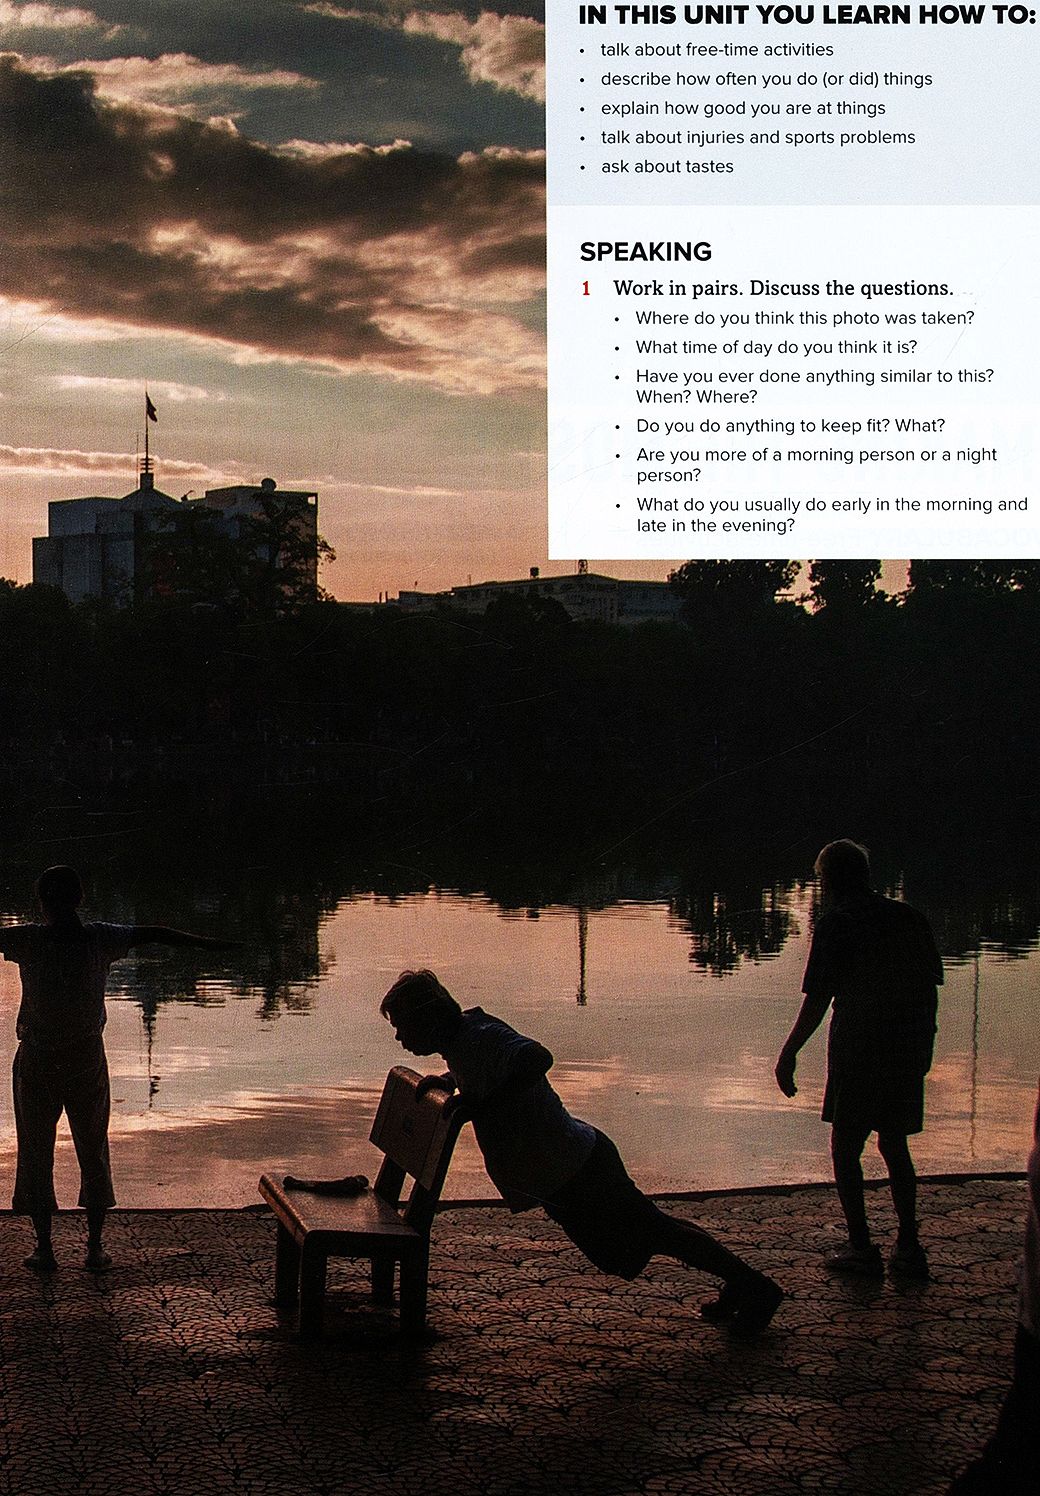 IN THIS UNIT YOU LEARN HOW TO:
• talk about free-time activities
• describe how often you do (or did) things
• explain how good you are at things
• talk about injuries and sports problems
• ask about tastes
SPEAKING
1 Work in pairs. Discuss the questions.
• Where do you think this photo was taken?
• What time of day do you think it is?
• Have you ever done anything similar to this?
When? Where?
• Do you do anything to keep fit? What?
• Are you more of a morning person or a night
person?
• What do you usually do early in the morning and
late in the evening?